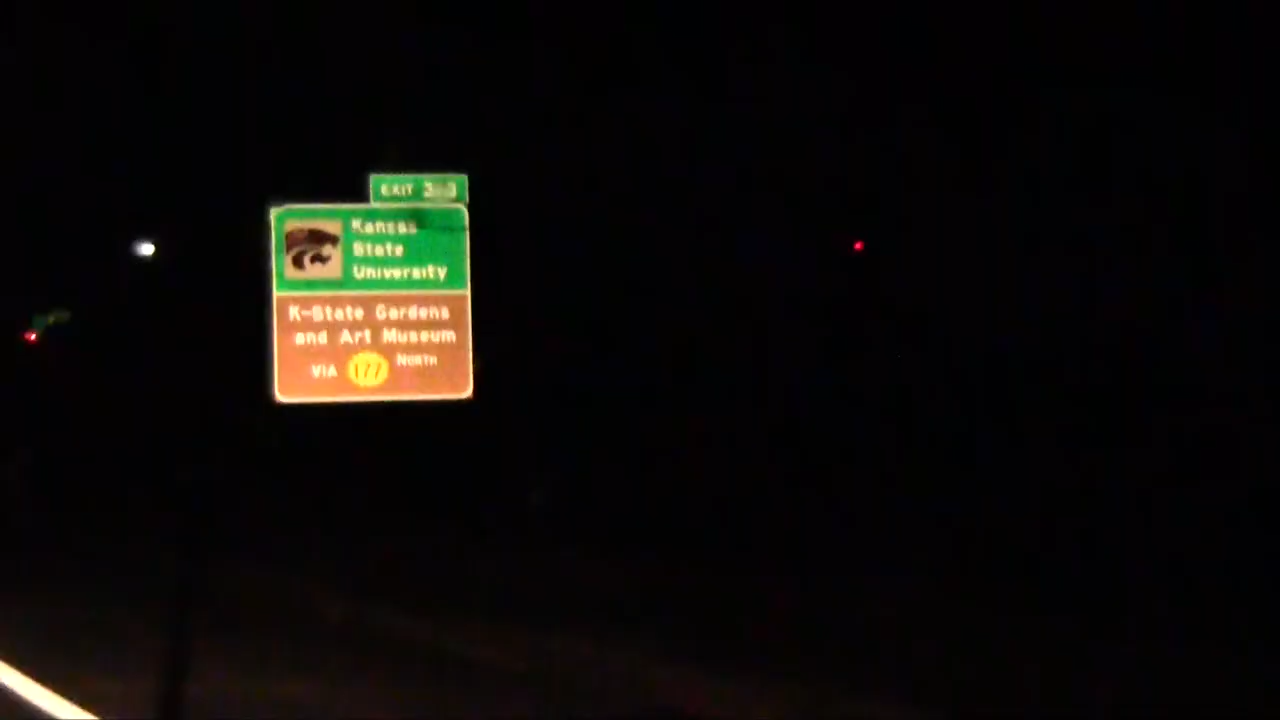 EXIT
Kansas
State
University
K-State Gardens
and Art Museum
VIA 177 NORTH